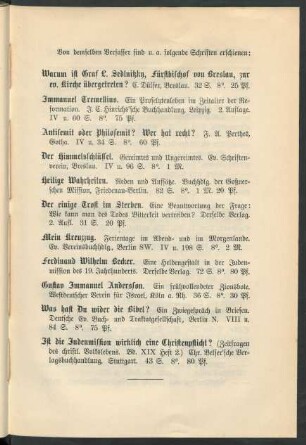 Von demselben Verfasser sind u. a. folgende Schriften erschienen:
Warum ist Graf L. Sedlnitzky, Fürstbischof von Breslau, zur
ev. Kirche übergetreten? C. Dülfer, Breslau. 32 S. 8°. 25 Pf.
Immanuel Tremellius. Ein Proselytenleben im Zeitalter der Re-
formation. J. C. Hinrichs'sche Buchhandlung, Leipzig. 2. Auflage.
IV u. 60 S. 8°. 75 Pf.
Antisemit oder Philosemit? Wer hat recht? F. A. Perthes,
Gotha. IV u. 34 S. 8°. 60 Pf.
Der Himmelsschlüssel. Gereimtes und Ungereimtes. Ev. Schriften-
verein, Breslau. IV u. 96 S. 8°. 1 M.
Heilige Wahrheiten. Reden und Aufsätze. Buchhdlg. der Goßner-
schen Mission, Friedenau-Berlin. 82 S. 8°. 1 M. 20 Pf.
Der einige Trost im Sterben. Eine Beantwortung der Frage:
Wie kann man des Todes Bitterkeit vertreiben? Derselbe Verlag.
2. Aufl. 31 S. 20 Pf.
Mein Kreuzzug. Ferientage im Abend- und im Morgenlande.
Ev. Vereinsbuchhdlg., Berlin SW. IV u. 198 S. 8°. 2 M.
Ferdinand Wilhelm Becker. Eine Heldengestalt in der Juden-
mission des 19. Jahrhunderts. Derselbe Verlag. 72 S. 8°. 80 Pf.
Gustav Immanuel Andersson. Ein frühvollendeter Zionsbote.
Westdeutscher Verein für Israel, Köln a. Rh. 36 S. 8°. 30 Pf.
Was hast Du wider die Bibel? Ein Zwiegespräch in Briefen.
Deutsche Ev. Buch- und Traktatgesellschaft, Berlin N. VIII u.
84 S. 8°. 75 Pf.
Ist die Judenmission wirklich eine Christenpflicht? (Zeitfragen
des christl. Volkslebens. Bd. XIX Heft 2.) Chr. Belser'sche Ver-
lagsbuchhandlung, Stuttgart. 43 S. 8°. 80 Pf.